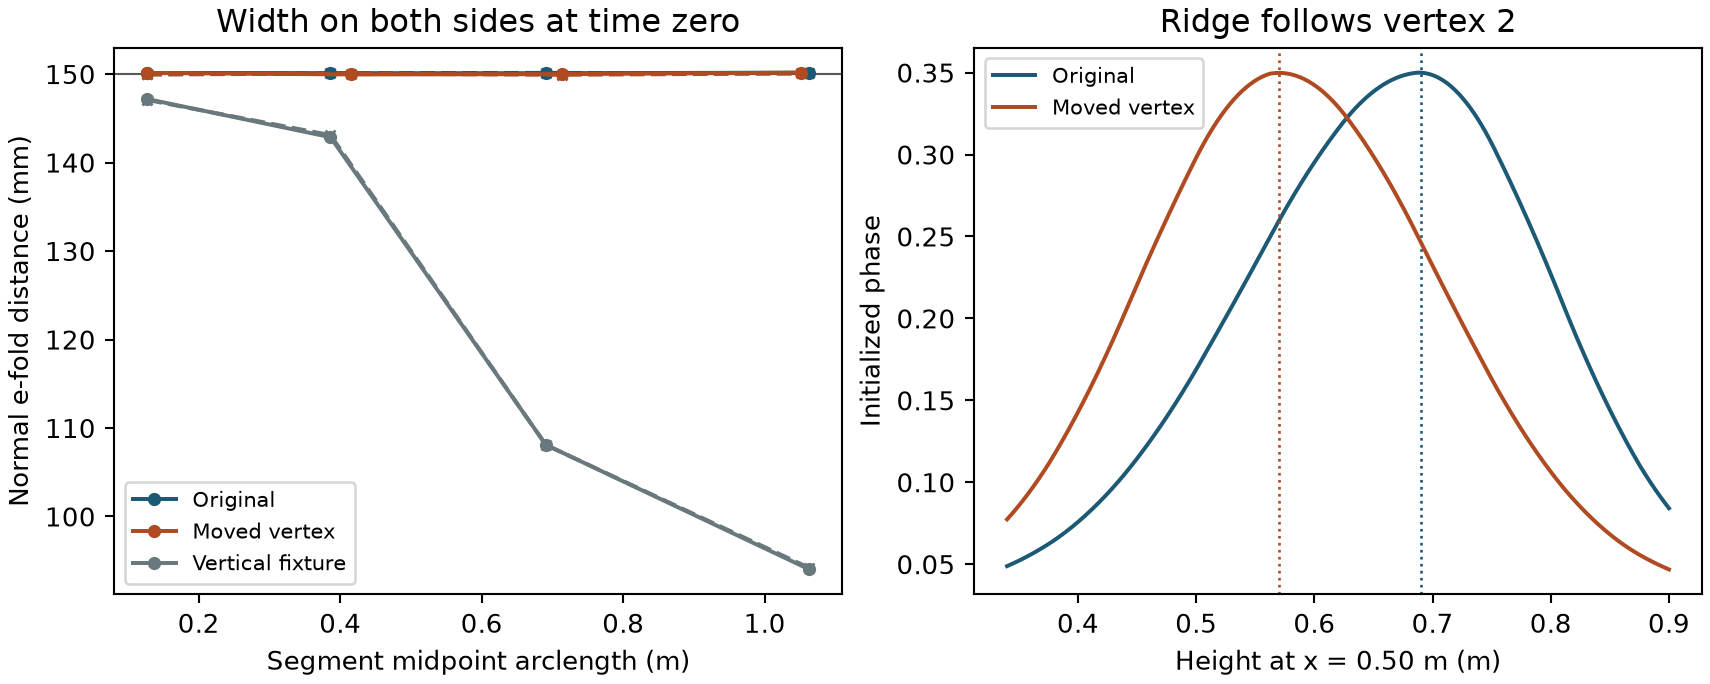 Width on both sides at time zero
Normal e-fold distance (mm)
150
140
130
120
110
100
Original
Moved vertex
Vertical fixture
0.2 0.4 0.6 0.8 1.0
Segment midpoint arclength (m)
Ridge follows vertex 2
Initialized phase
0.35
0.30
0.25
0.20
0.15
0.10
0.05
Original
Moved vertex
0.4 0.5 0.6 0.7 0.8 0.9
Height at x = 0.50 m (m)